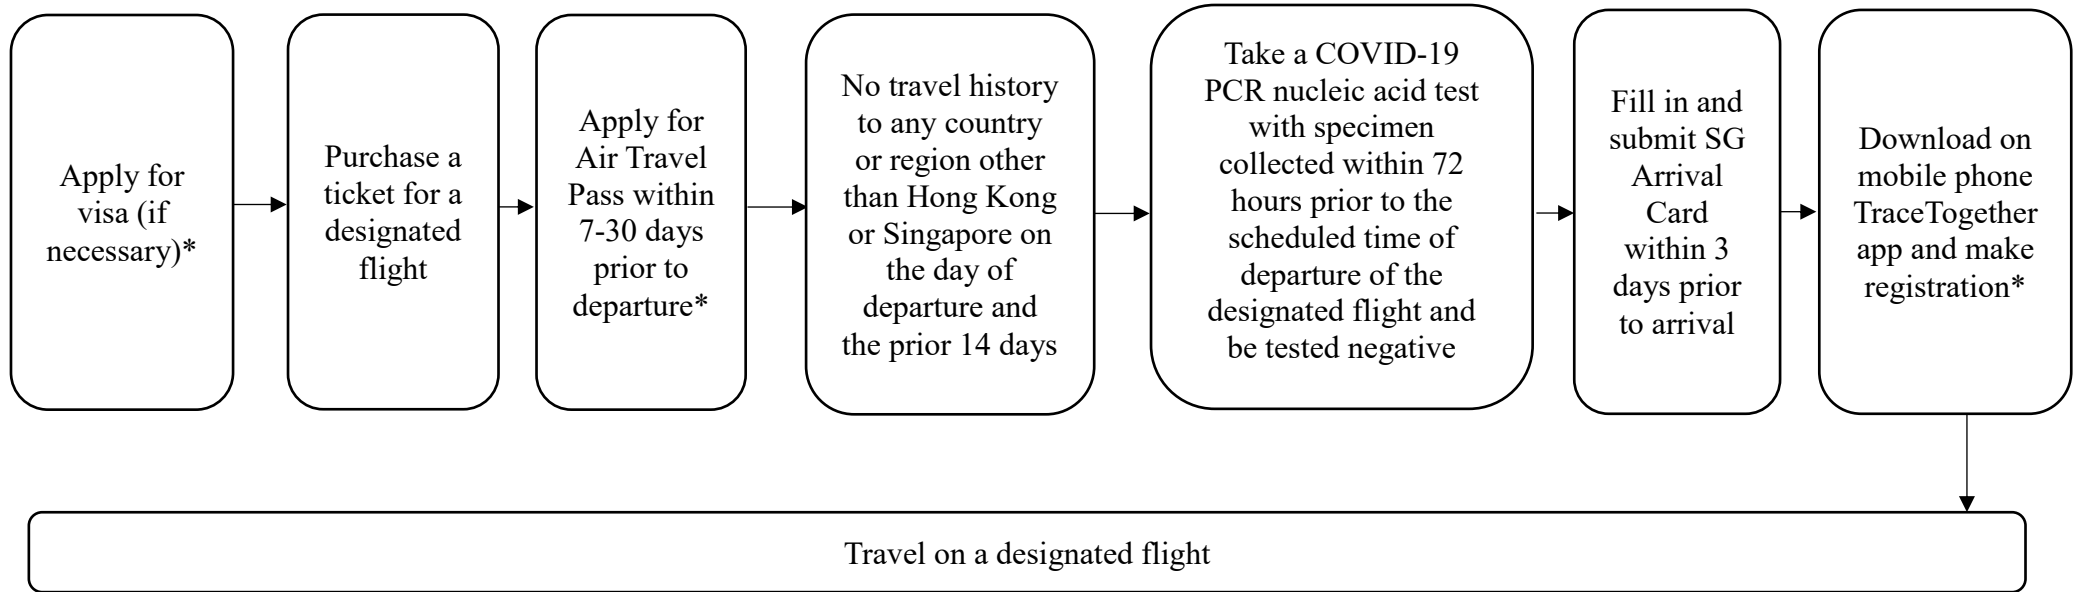 Apply for
visa (if
necessary)*
Purchase a
ticket for a
designated
flight
Apply for
Air Travel
Pass within
7-30 days
prior to
departure*
No travel history
to any country
or region other
than Hong Kong
or Singapore on
the day of
departure and
the prior 14 days
Take a COVID-19
PCR nucleic acid test
with specimen
collected within 72
hours prior to the
scheduled time of
departure of the
designated flight and
be tested negative
Fill in and
submit SG
Arrival
Card
within 3
days prior
to arrival
Download on
mobile phone
TraceTogether
app and make
registration*
Travel on a designated flight